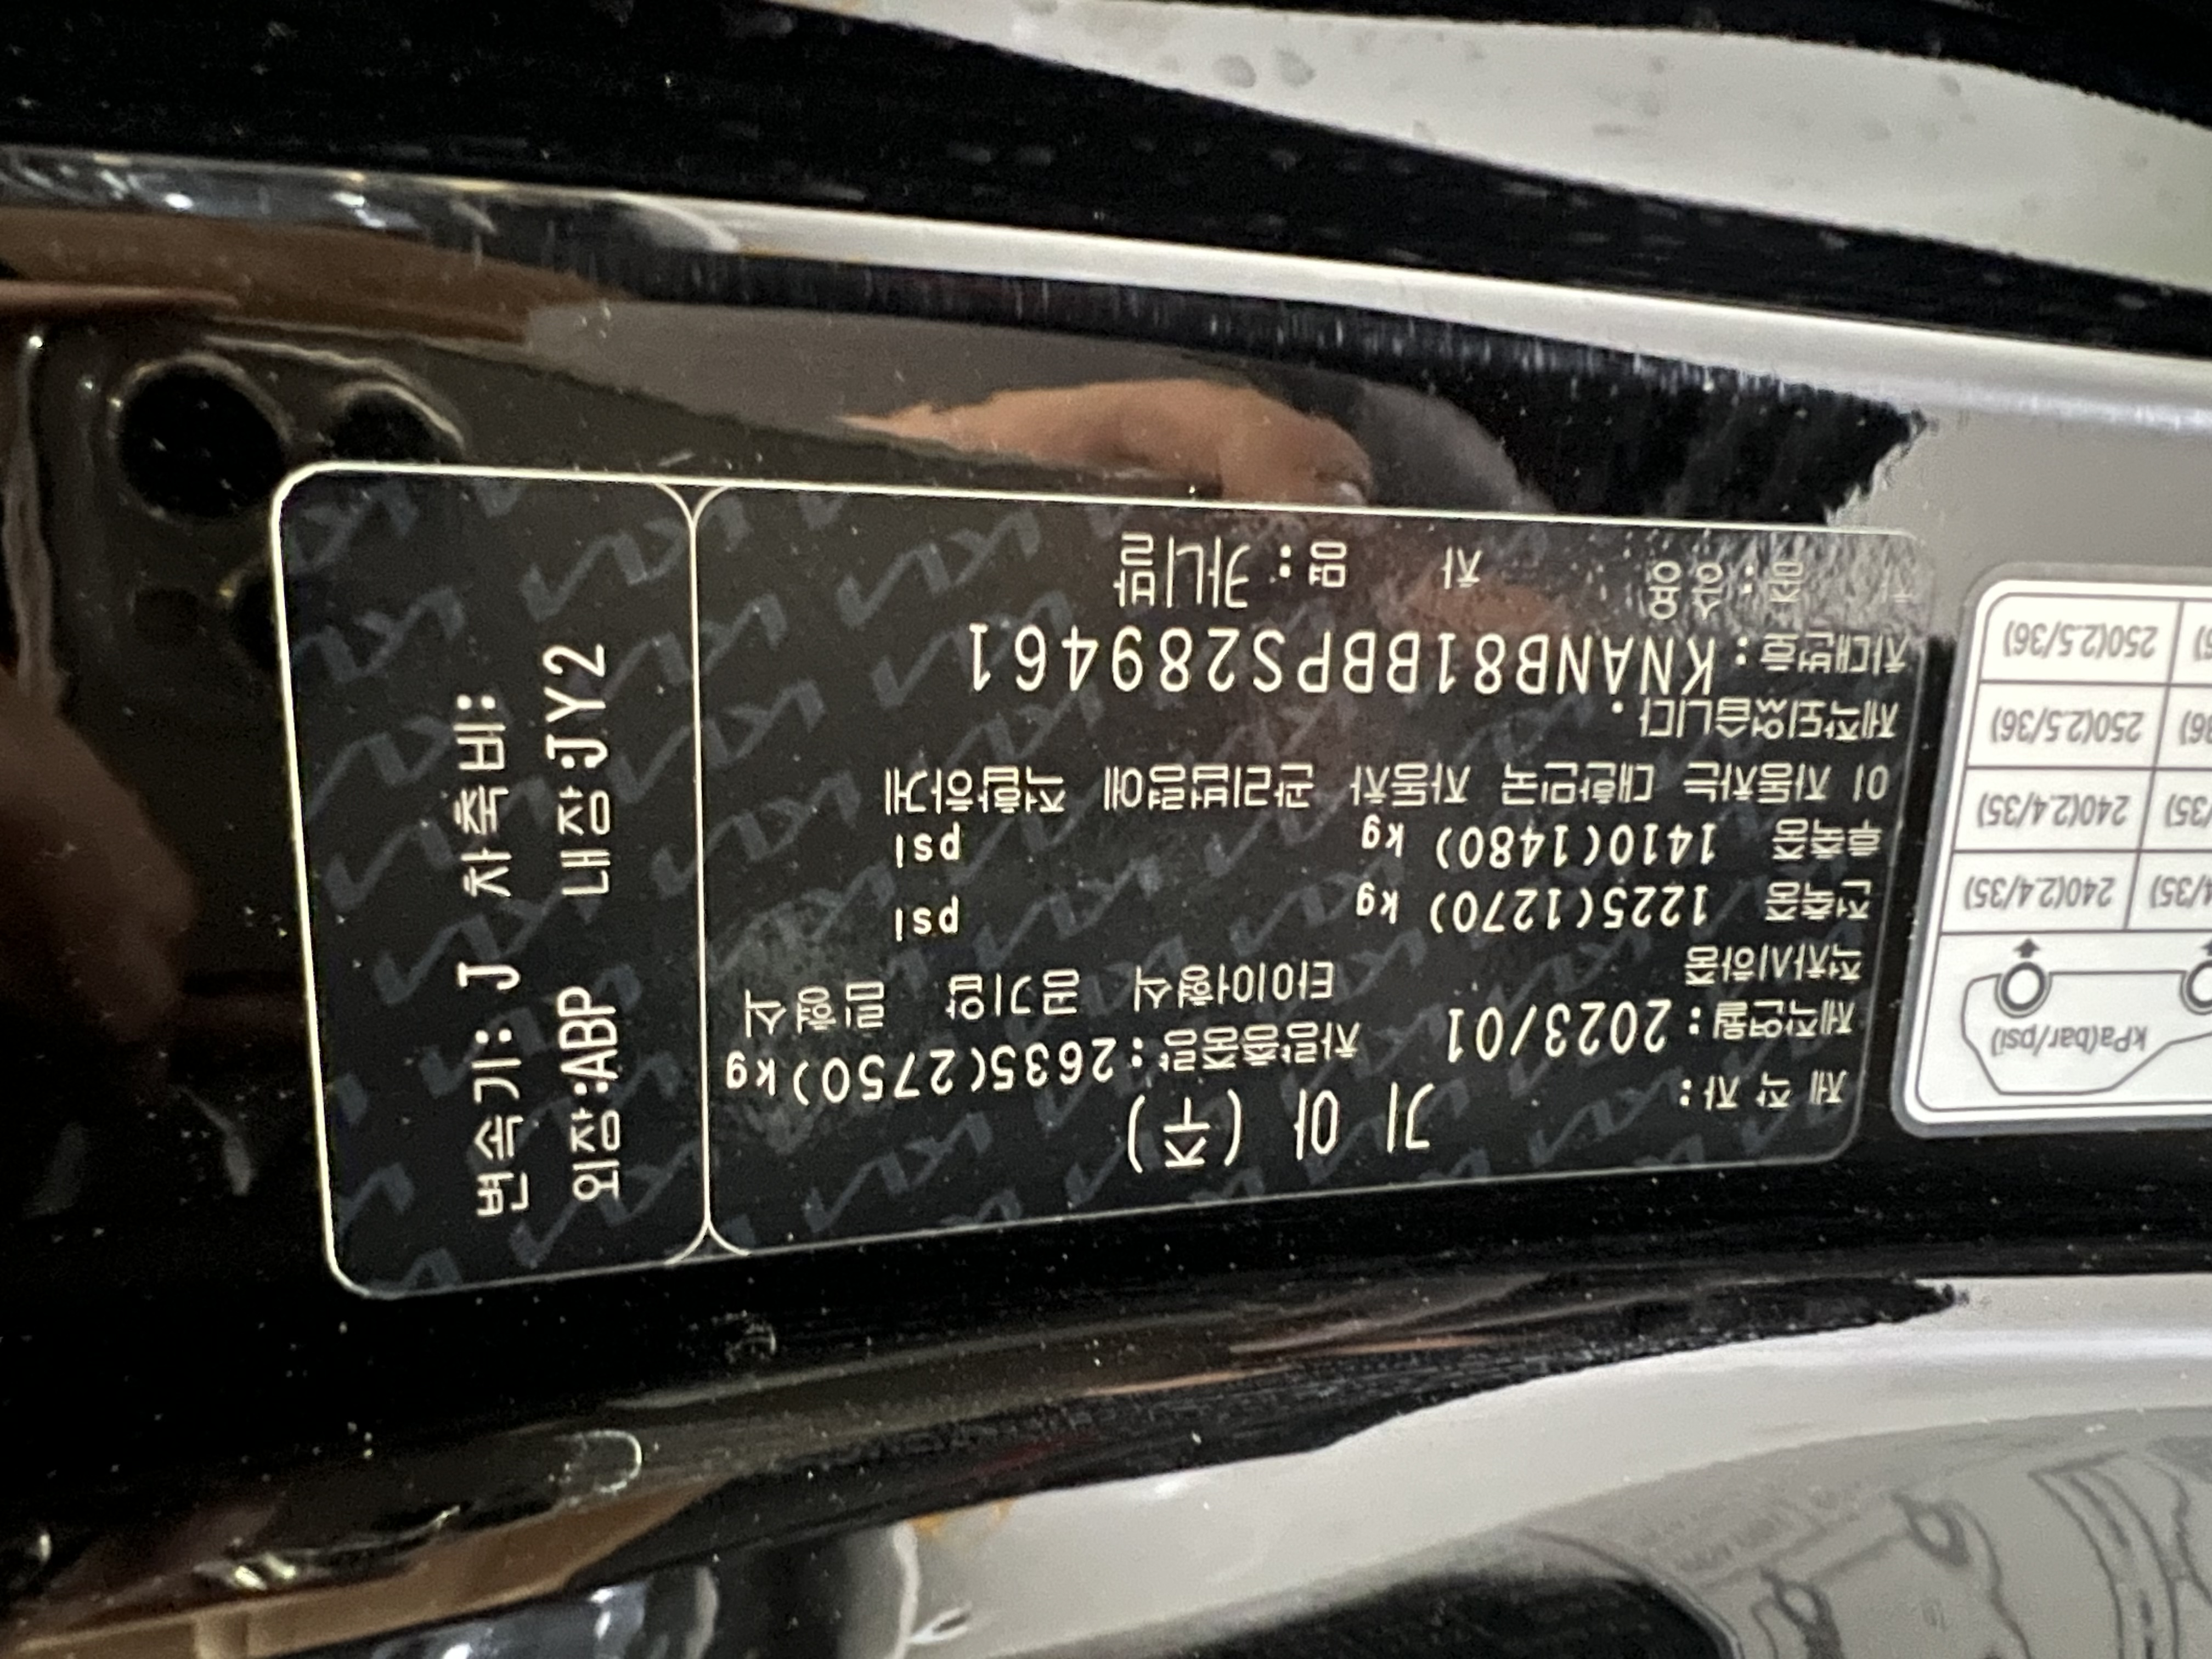 제 작 자: 기 아 (주)
제작연월: 2023/01 차량총중량:2635(2750)kg
적차시하중 타이어형식 공기압 림형식
전축중 1225(1270) kg psi
후축중 1410(1480) kg psi
이 자동차는 대한민국 자동차 관리법령에 적합하게
제작되었습니다.
차대번호: KNANB81BBPS289461
차 종: 승용 차 명: 카니발
변속기: J 차축비:
외장:ABP 내장:JY2
kPa(bar/psi)
240(2.4/35)
240(2.4/35)
250(2.5/36)
250(2.5/36)